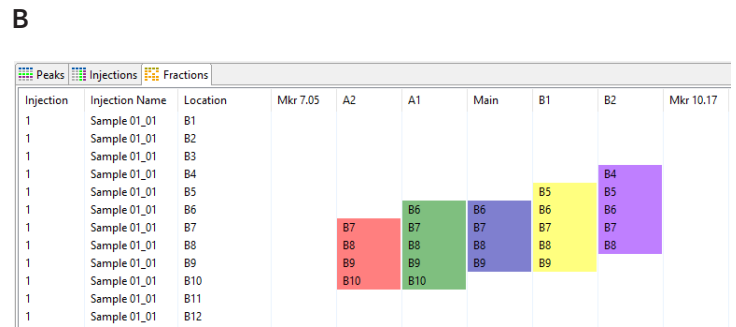 B
Peaks Injections Fractions
Injection Injection Name Location Mkr 7.05 A2 A1 Main B1 B2 Mkr 10.17
1 Sample 01_01 B1
1 Sample 01_01 B2
1 Sample 01_01 B3
1 Sample 01_01 B4 B4
1 Sample 01_01 B5 B5 B5
1 Sample 01_01 B6 B6 B6 B6 B6
1 Sample 01_01 B7 B7 B7 B7 B7 B7
1 Sample 01_01 B8 B8 B8 B8 B8 B8
1 Sample 01_01 B9 B9 B9 B9 B9
1 Sample 01_01 B10 B10 B10
1 Sample 01_01 B11
1 Sample 01_01 B12